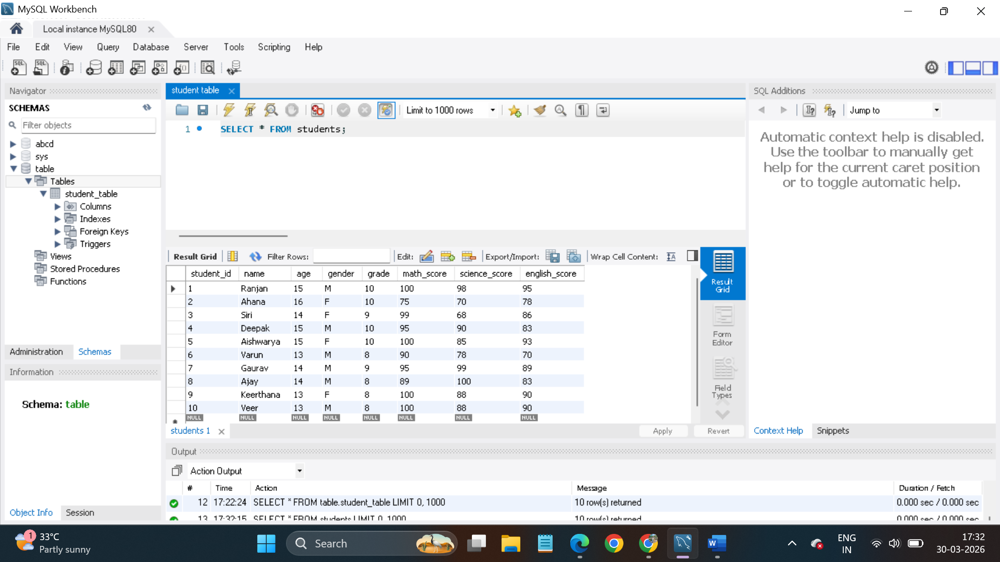 MySQL Workbench
Local instance MySQL80
File Edit View Query Database Server Tools Scripting Help
Navigator
SCHEMAS
Filter objects
abcd
sys
table
Tables
student_table
Columns
Indexes
Foreign Keys
Triggers
Views
Stored Procedures
Functions
Administration Schemas
Information
Schema: table
Object Info Session
student table
Limit to 1000 rows
1 SELECT * FROM students;
Result Grid Filter Rows: Edit: Export/Import: Wrap Cell Content:
student_id name age gender grade math_score science_score english_score
1 Ranjan 15 M 10 100 98 95
2 Ahana 16 F 10 75 70 78
3 Siri 14 F 9 99 68 86
4 Deepak 15 M 10 95 90 83
5 Aishwarya 15 F 10 100 85 93
6 Varun 13 M 8 90 78 70
7 Gaurav 14 M 9 95 99 89
8 Ajay 14 M 8 89 100 83
9 Keerthana 13 F 8 100 88 90
10 Veer 13 M 8 100 88 90
NULL NULL NULL NULL NULL NULL NULL NULL
Result
Grid
Form
Editor
Field
Types
students 1
Apply Revert
SQL Additions
Jump to
Automatic context help is disabled.
Use the toolbar to manually get
help for the current caret position
or to toggle automatic help.
Context Help Snippets
Output
Action Output
# Time Action Message Duration / Fetch
12 17:22:24 SELECT * FROM table.student_table LIMIT 0, 1000 10 row(s) returned 0.000 sec / 0.000 sec
13 17:32:15 SELECT * FROM students LIMIT 0, 1000 10 row(s) returned 0.000 sec / 0.000 sec
1 33°C
Partly sunny
Search
ENG
IN
17:32
30-03-2026